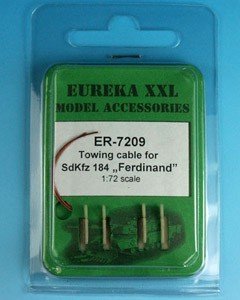 EUREKA XXL
MODEL ACCESSORIES
ER-7209
Towing cable for
SdKfz 184 „Ferdinand”
1:72 scale